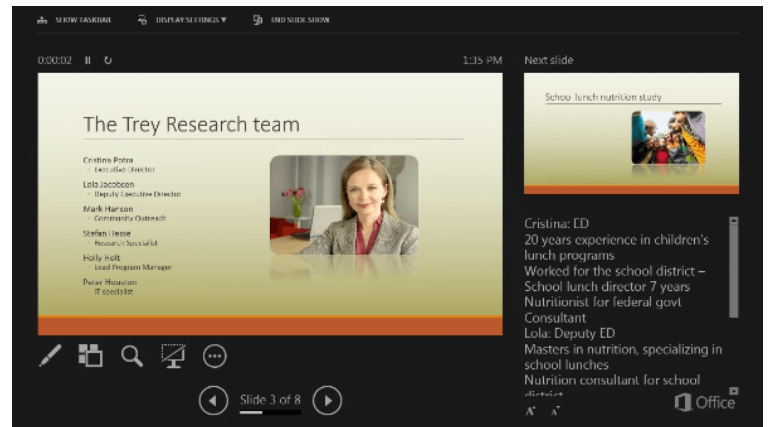 SHOW TASKBAR
DISPLAY SETTINGS ▼
END SLIDE SHOW
0:00:02
1:35 PM
The Trey Research team
Cristina Potra
Executive Director
Lola Jacobsen
Deputy Executive Director
Mark Hanson
Community Outreach
Stefan Hesse
Research Specialist
Holly Holt
Lead Program Manager
Peter Houston
IT specialist
Slide 3 of 8
Next slide
School lunch nutrition study
Cristina: ED
20 years experience in children's
lunch programs
Worked for the school district –
School lunch director 7 years
Nutritionist for federal govt
Consultant
Lola: Deputy ED
Masters in nutrition, specializing in
school lunches
Nutrition consultant for school
district
A A
Office